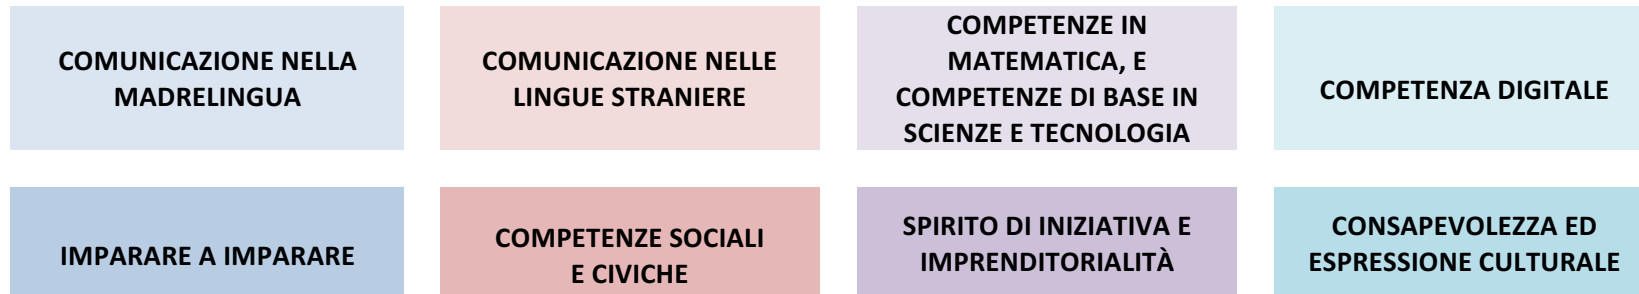 COMUNICAZIONE NELLA
MADRELINGUA
COMUNICAZIONE NELLE
LINGUE STRANIERE
COMPETENZE IN
MATEMATICA, E
COMPETENZE DI BASE IN
SCIENZE E TECNOLOGIA
COMPETENZA DIGITALE
IMPARARE A IMPARARE
COMPETENZE SOCIALI
E CIVICHE
SPIRITO DI INIZIATIVA E
IMPRENDITORIALITÀ
CONSAPEVOLEZZA ED
ESPRESSIONE CULTURALE